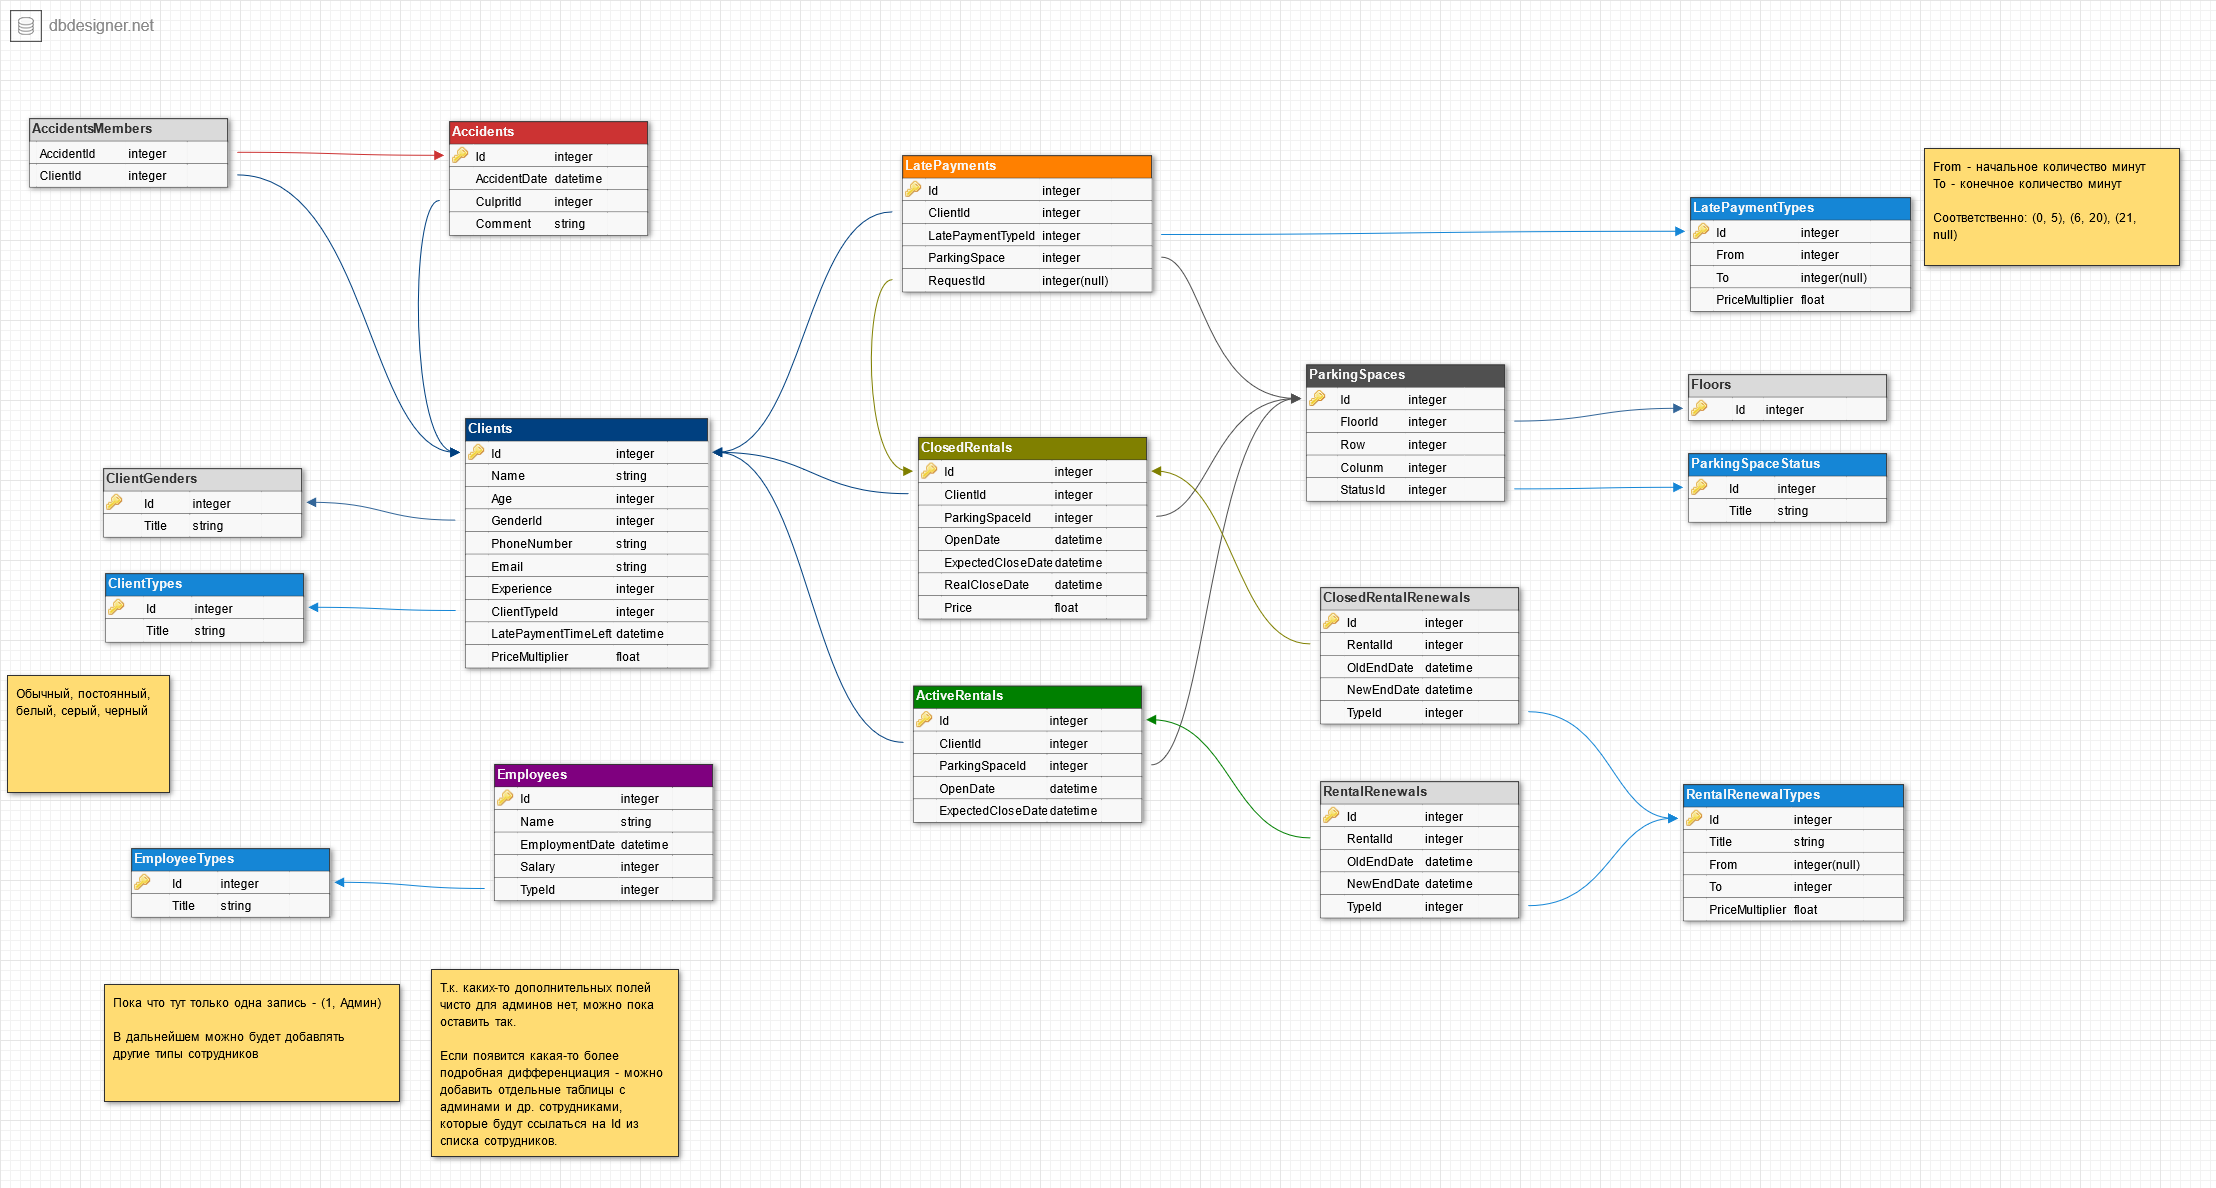 dbdesigner.net
AccidentsMembers
AccidentId integer
ClientId integer
Accidents
Id integer
AccidentDate datetime
CulpritId integer
Comment string
LatePayments
Id integer
ClientId integer
LatePaymentTypeId integer
ParkingSpace integer
RequestId integer(null)
LatePaymentTypes
Id integer
From integer
To integer(null)
PriceMultiplier float
From - начальное количество минут
To - конечное количество минут
Соответственно: (0, 5), (6, 20), (21,
null)
ParkingSpaces
Id integer
FloorId integer
Row integer
Colunm integer
StatusId integer
Floors
Id integer
ParkingSpaceStatus
Id integer
Title string
Clients
Id integer
Name string
Age integer
GenderId integer
PhoneNumber string
Email string
Experience integer
ClientTypeId integer
LatePaymentTimeLeft datetime
PriceMultiplier float
ClientGenders
Id integer
Title string
ClientTypes
Id integer
Title string
Обычный, постоянный,
белый, серый, черный
ClosedRentals
Id integer
ClientId integer
ParkingSpaceId integer
OpenDate datetime
ExpectedCloseDate datetime
RealCloseDate datetime
Price float
ClosedRentalRenewals
Id integer
RentalId integer
OldEndDate datetime
NewEndDate datetime
TypeId integer
ActiveRentals
Id integer
ClientId integer
ParkingSpaceId integer
OpenDate datetime
ExpectedCloseDate datetime
RentalRenewals
Id integer
RentalId integer
OldEndDate datetime
NewEndDate datetime
TypeId integer
RentalRenewalTypes
Id integer
Title string
From integer(null)
To integer
PriceMultiplier float
Employees
Id integer
Name string
EmploymentDate datetime
Salary integer
TypeId integer
EmployeeTypes
Id integer
Title string
Пока что тут только одна запись - (1, Админ)
В дальнейшем можно будет добавлять
другие типы сотрудников
Т.к. каких-то дополнительных полей
чисто для админов нет, можно пока
оставить так.
Если появится какая-то более
подробная дифференциация - можно
добавить отдельные таблицы с
админами и др. сотрудниками,
которые будут ссылаться на Id из
списка сотрудников.